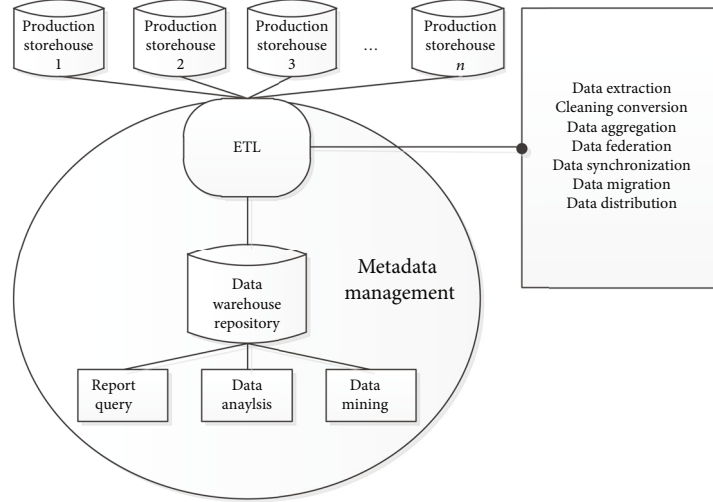 Production
storehouse
1
Production
storehouse
2
Production
storehouse
3
...
Production
storehouse
n
ETL
Data extraction
Cleaning conversion
Data aggregation
Data federation
Data synchronization
Data migration
Data distribution
Metadata
management
Data
warehouse
repository
Report
query
Data
anaylsis
Data
mining